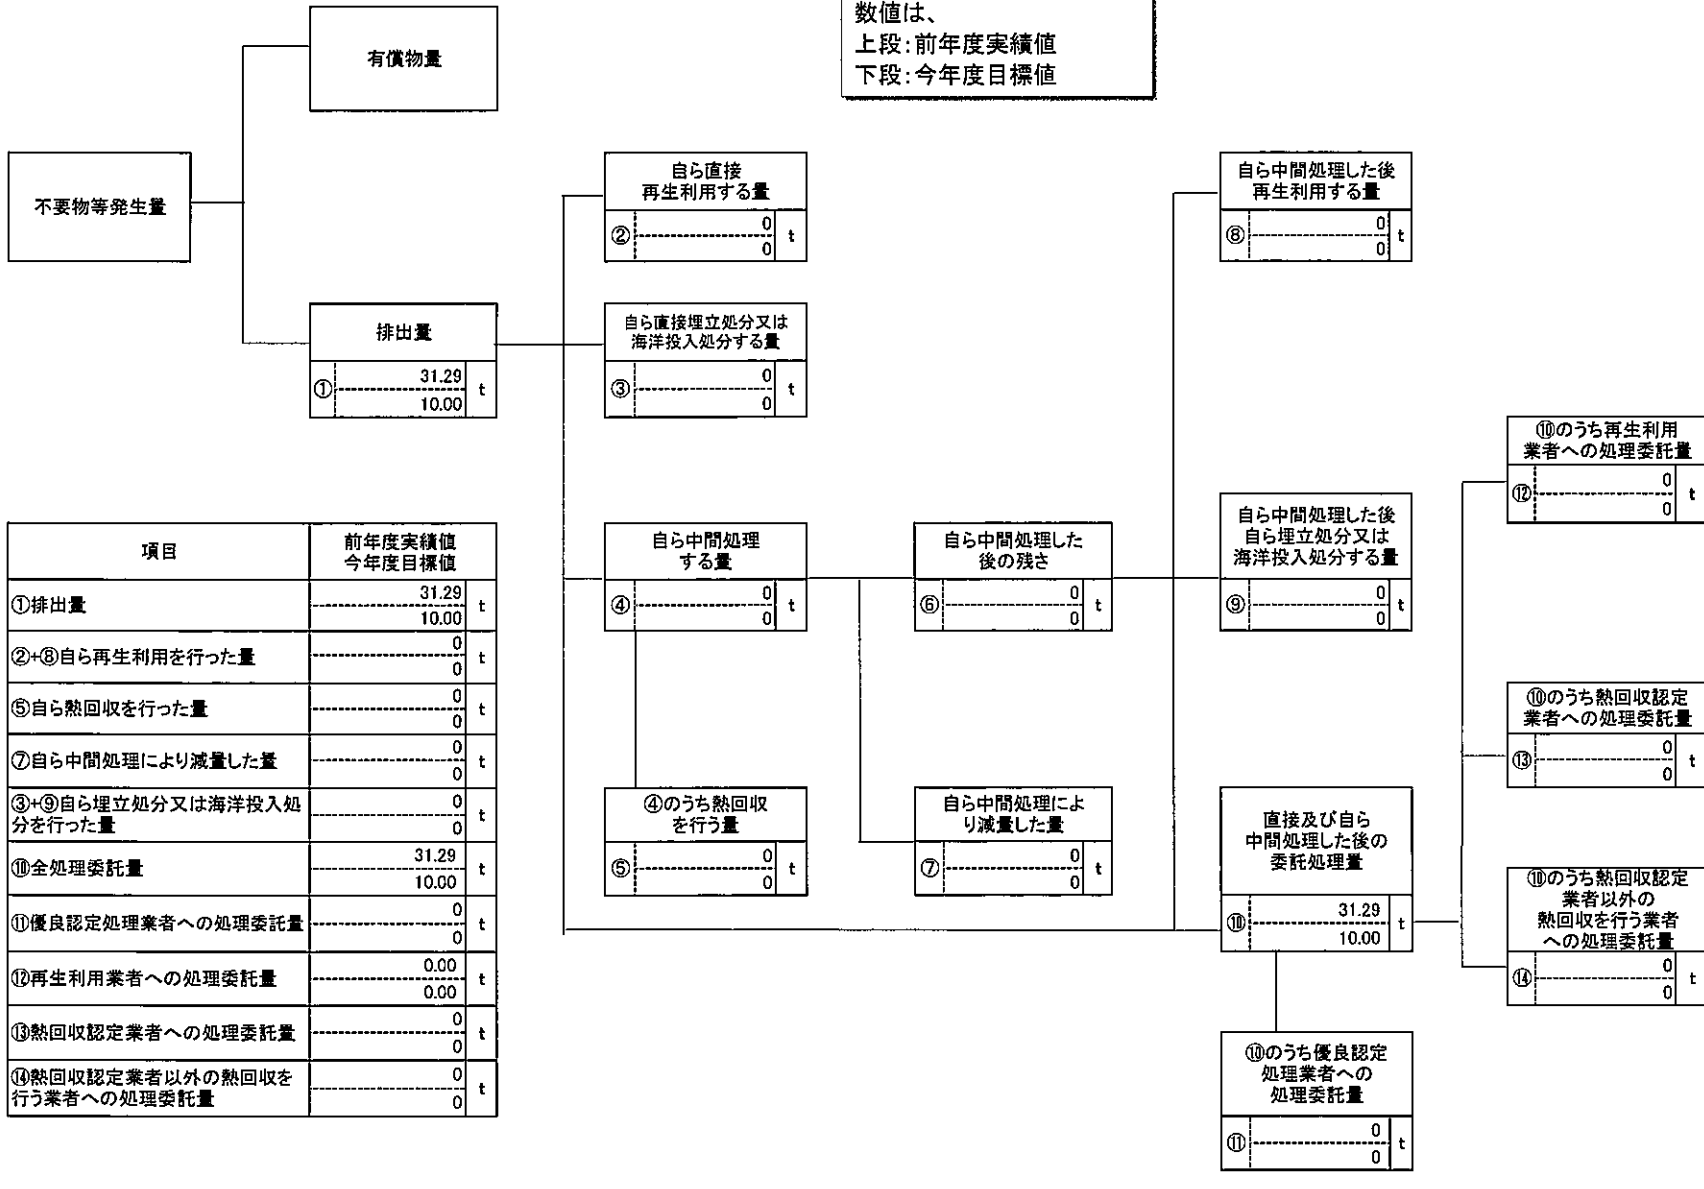 数値は、
上段:前年度実績値
下段:今年度目標値
有償物量
不要物等発生量
排出量
①
31.29
10.00
t
自ら直接
再生利用する量
②
0
0
t
自ら直接埋立処分又は
海洋投入処分する量
③
0
0
t
自ら中間処理
する量
④
0
0
t
④のうち熱回収
を行う量
⑤
0
0
t
自ら中間処理した
後の残さ
⑥
0
0
t
自ら中間処理によ
り減量した量
⑦
0
0
t
自ら中間処理した後
再生利用する量
⑧
0
0
t
自ら中間処理した後
自ら埋立処分又は
海洋投入処分する量
⑨
0
0
t
直接及び自ら
中間処理した後の
委託処理量
⑩
31.29
10.00
t
⑩のうち優良認定
処理業者への
処理委託量
⑪
0
0
t
⑩のうち再生利用
業者への処理委託量
⑫
0
0
t
⑩のうち熱回収認定
業者への処理委託量
⑬
0
0
t
⑩のうち熱回収認定
業者以外の
熱回収を行う業者
への処理委託量
⑭
0
0
t
項目
前年度実績値
今年度目標値
①排出量
31.29
10.00
t
②+⑧自ら再生利用を行った量
0
0
t
⑤自ら熱回収を行った量
0
0
t
⑦自ら中間処理により減量した量
0
0
t
③+⑨自ら埋立処分又は海洋投入処
分を行った量
0
0
t
⑩全処理委託量
31.29
10.00
t
⑪優良認定処理業者への処理委託量
0
0
t
⑫再生利用業者への処理委託量
0.00
0.00
t
⑬熱回収認定業者への処理委託量
0
0
t
⑭熱回収認定業者以外の熱回収を
行う業者への処理委託量
0
0
t